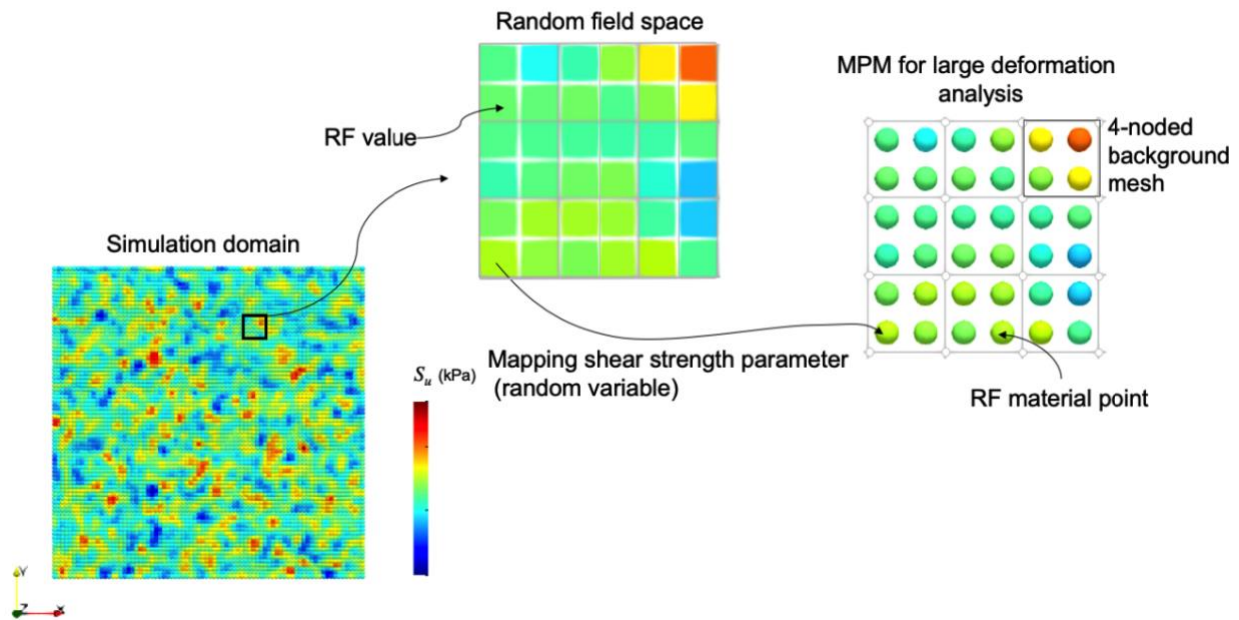 Random field space
MPM for large deformation
analysis
RF value
4-noded
background
mesh
Simulation domain
Mapping shear strength parameter
(random variable)
S_u (kPa)
RF material point
Y
Z
X